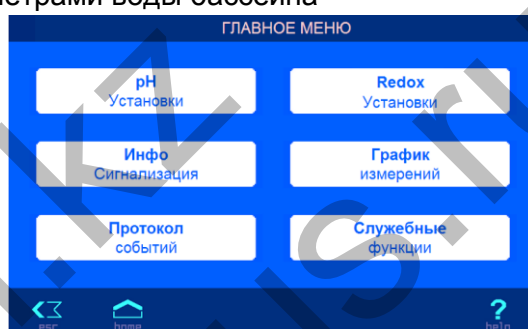 етрами воды бассейна
ГЛАВНОЕ МЕНЮ
pH
Установки
Redox
Установки
Инфо
Сигнализация
График
измерений
Протокол
событий
Служебные
функции
esc
home
?
help